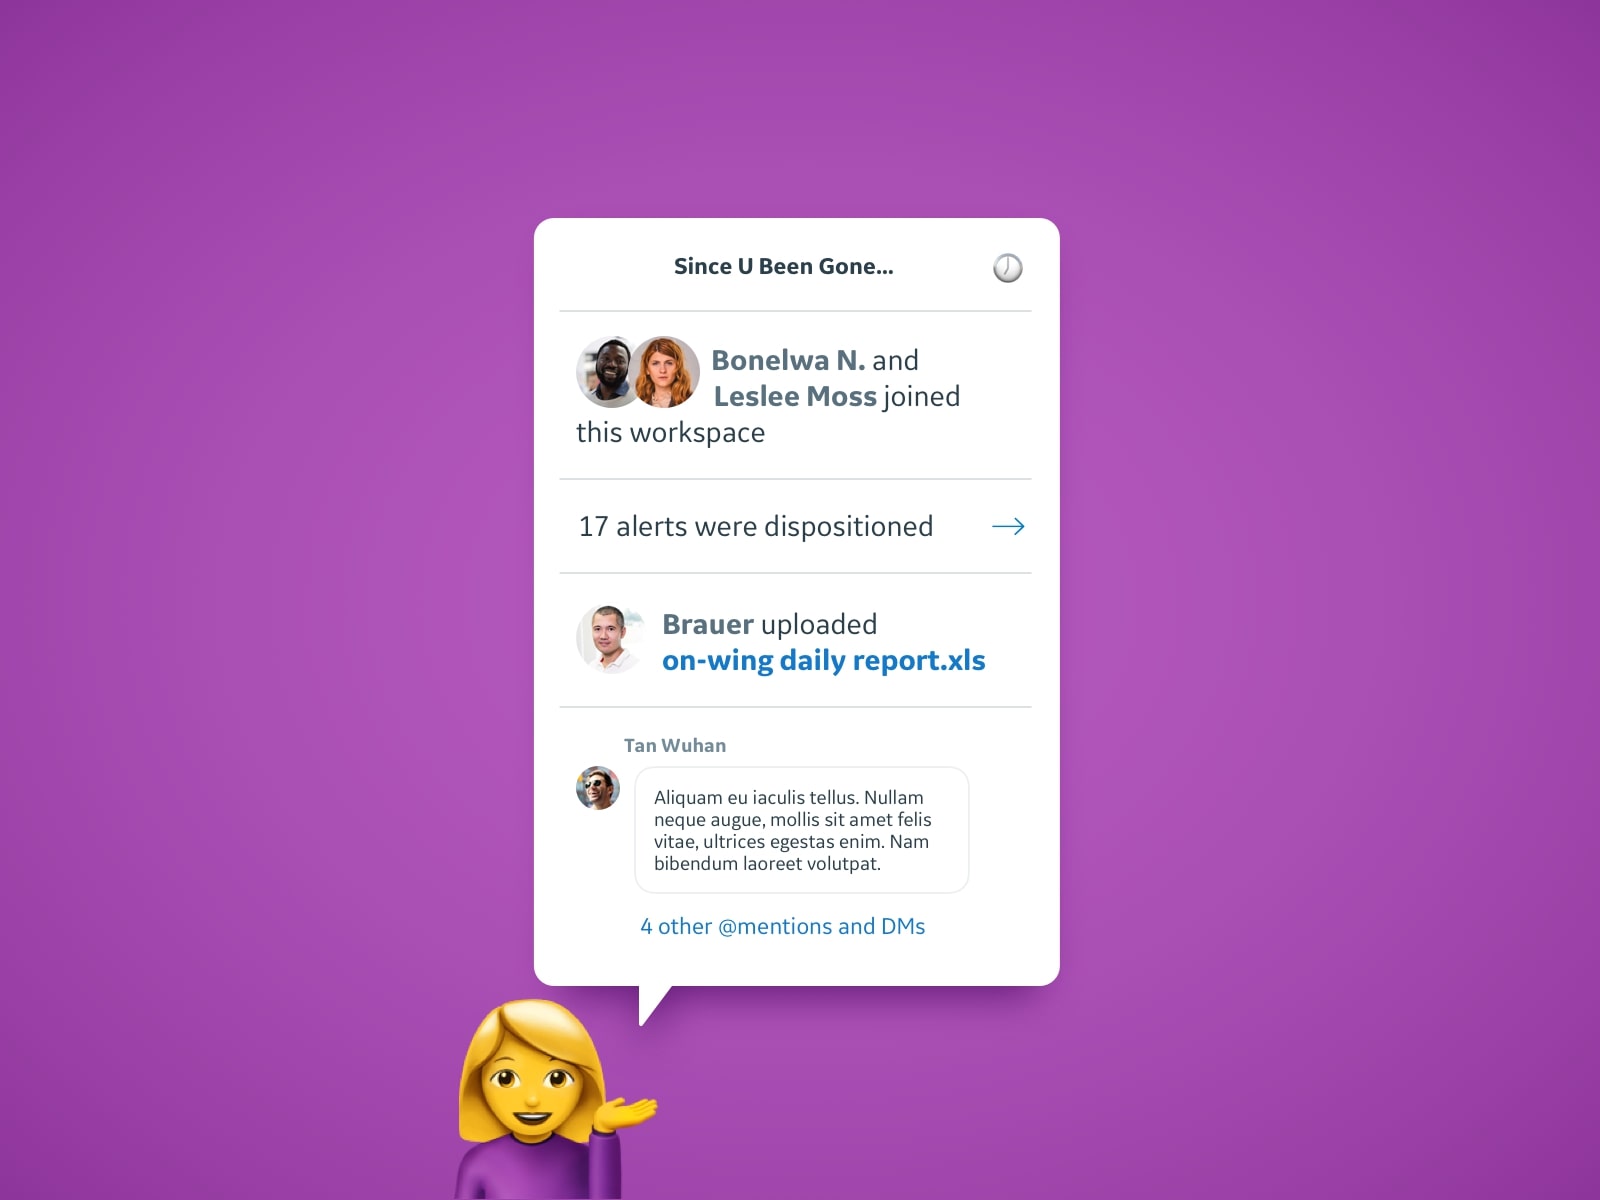 Since U Been Gone...
Bonelwa N. and
Leslee Moss joined
this workspace
17 alerts were dispositioned
Brauer uploaded
on-wing daily report.xls
Tan Wuhan
Aliquam eu iaculis tellus. Nullam
neque augue, mollis sit amet felis
vitae, ultrices egestas enim. Nam
bibendum laoreet volutpat.
4 other @mentions and DMs